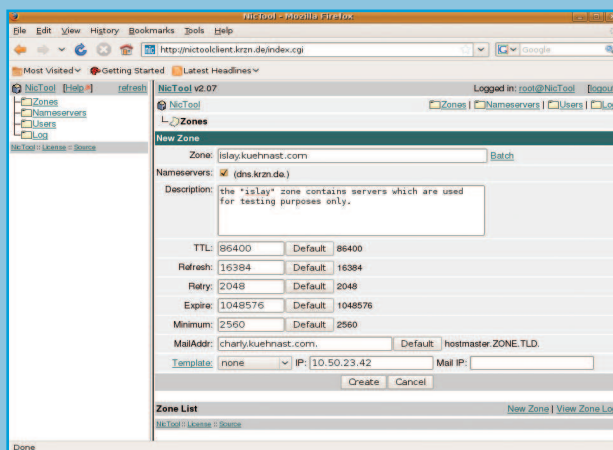 NicTool - Mozilla Firefox
File Edit View History Bookmarks Tools Help
http://nictoolclient.krzn.de/index.cgi
Google
Most Visited Getting Started Latest Headlines
NicTool [Help] refresh
Zones
Nameservers
Users
Log
NicTool :: License :: Source
NicTool v2.07 Logged in: root@NicTool [logout
NicTool Zones | Nameservers | Users | Log
Zones
New Zone
Zone: islay.kuehnast.com Batch
Nameservers: (dns.krzn.de.)
Description: the "islay" zone contains servers which are used
for testing purposes only.
TTL: 86400 Default 86400
Refresh: 16384 Default 16384
Retry: 2048 Default 2048
Expire: 1048576 Default 1048576
Minimum: 2560 Default 2560
MailAddr: charly.kuehnast.com. Default hostmaster.ZONE.TLD.
Template: none IP: 10.50.23.42 Mail IP:
Create Cancel
Zone List New Zone | View Zone Lo
NicTool :: License :: Source
Done